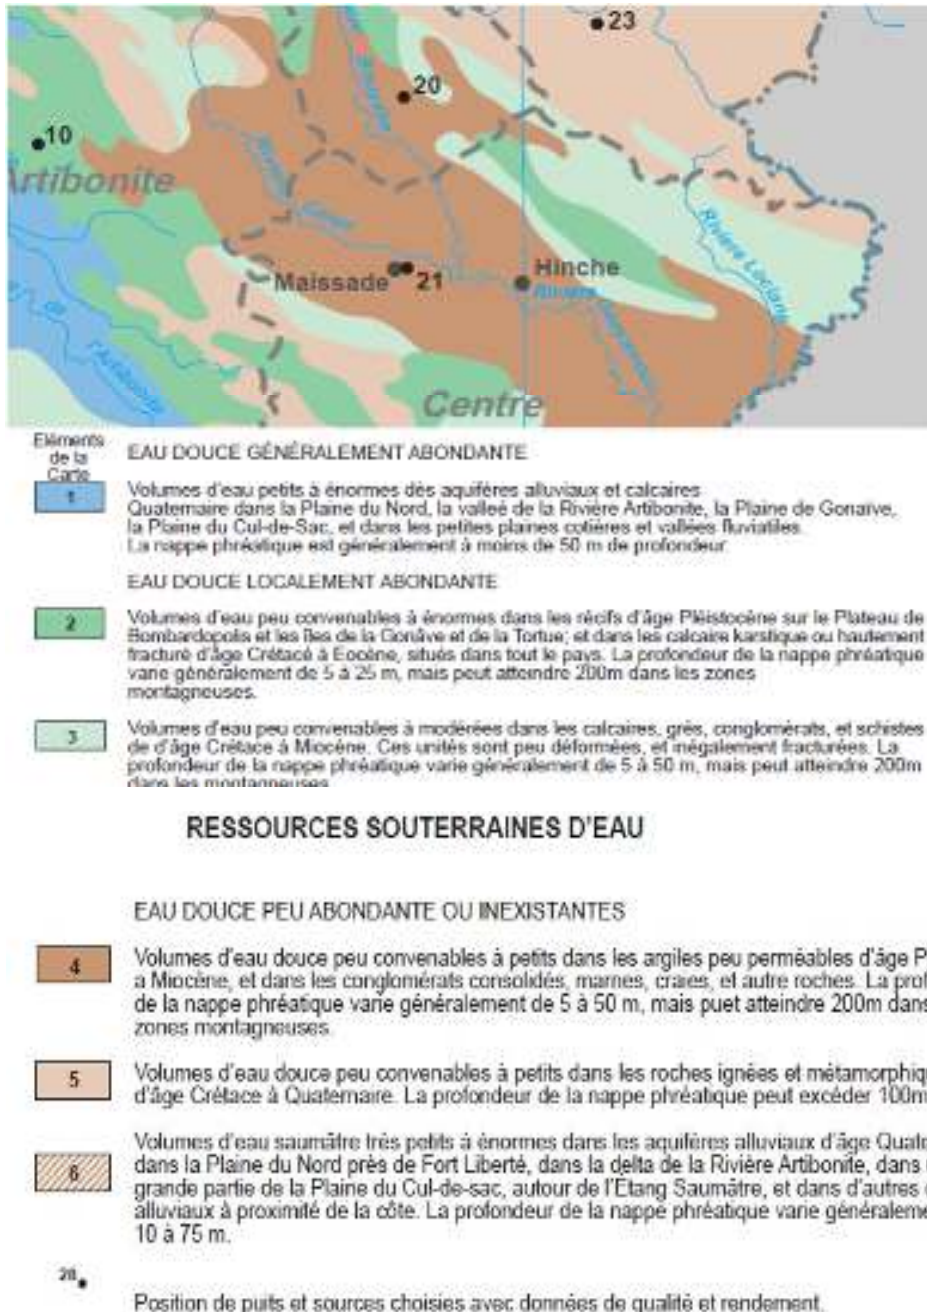 23
20
10
Artibonite
Rivière
Hinche
Maissade
21
Rivière
Rivière Lociane
l'Artibonite
Centre
Eléments
de la
Carte
EAU DOUCE GÉNÉRALEMENT ABONDANTE
1
Volumes d'eau petits à énormes dès aquifères alluviaux et calcaires
Quaternaire dans la Plaine du Nord, la valleé de la Rivière Artibonite, la Plaine de Gonaïve,
la Plaine du Cul-de-Sac, et dans les petites plaines cotières et vallées fluviatiles.
La nappe phréatique est généralement à moins de 50 m de profondeur.
EAU DOUCE LOCALEMENT ABONDANTE
2
Volumes d'eau peu convenables à énormes dans les récifs d'âge Pléistocène sur le Plateau de
Bombardopolis et les îles de la Gonâve et de la Tortue; et dans les calcaire karstique ou hautement
fracturé d'âge Crétacé à Eocène, situés dans tout le pays. La profondeur de la nappe phréatique
varie généralement de 5 à 25 m, mais peut atteindre 200m dans les zones
montagneuses.
3
Volumes d'eau peu convenables à modérées dans les calcaires, grès, conglomérats, et schistes
de d'âge Crétace à Miocène. Ces unités sont peu déformées, et inégalement fracturées. La
profondeur de la nappe phréatique varie généralement de 5 à 50 m, mais peut atteindre 200m
dans les montagneuses
RESSOURCES SOUTERRAINES D'EAU
EAU DOUCE PEU ABONDANTE OU INEXISTANTES
4
Volumes d'eau douce peu convenables à petits dans les argiles peu perméables d'âge P
a Miocène, et dans les conglomérats consolidés, marnes, craies, et autre roches. La prof
de la nappe phréatique varie généralement de 5 à 50 m, mais puet atteindre 200m dans
zones montagneuses.
5
Volumes d'eau douce peu convenables à petits dans les roches ignées et métamorphiqu
d'âge Crétace à Quaternaire. La profondeur de la nappe phréatique peut excéder 100m
6
Volumes d'eau saumâtre très petits à énormes dans les aquifères alluviaux d'âge Quate
dans la Plaine du Nord près de Fort Liberté, dans la delta de la Rivière Artibonite, dans
grande partie de la Plaine du Cul-de-sac, autour de l'Etang Saumâtre, et dans d'autres
alluviaux à proximité de la côte. La profondeur de la nappe phréatique varie généraleme
10 à 75 m.
Position de puits et sources choisies avec données de qualité et rendement